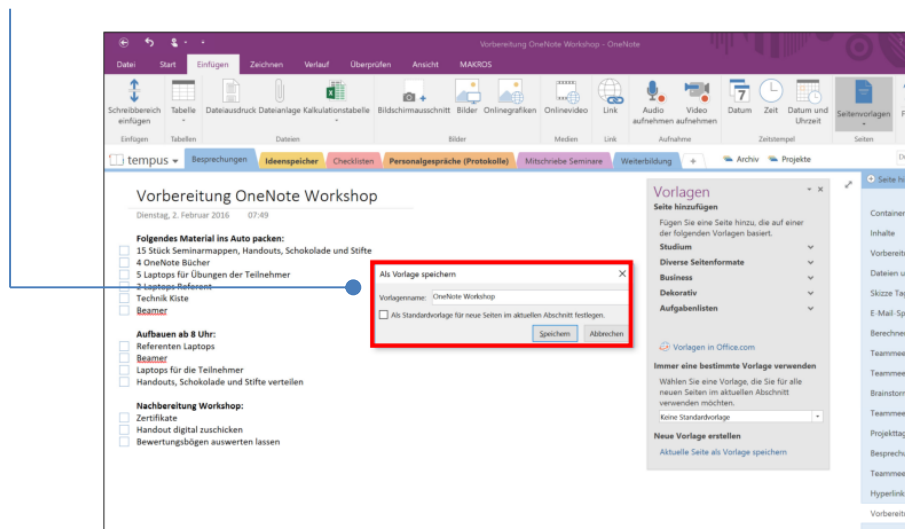 Vorbereitung OneNote Workshop - OneNote
Datei Start Einfügen Zeichnen Verlauf Überprüfen Ansicht MAKROS
Schreibbereich einfügen
Tabelle
Dateiausdruck Dateianlage Kalkulationstabelle
Bildschirmausschnitt Bilder Onlinegrafiken
Onlinevideo
Link
Audio aufnehmen
Video aufnehmen
Datum Zeit Datum und Uhrzeit
Seitenvorlagen
Einfügen Tabellen Dateien Bilder Medien Link Aufnahme Zeitstempel Seiten
tempus Besprechungen Ideenspeicher Checklisten Personalgespräche (Protokolle) Mitschriebe Seminare Weiterbildung + Archiv Projekte
Vorbereitung OneNote Workshop
Dienstag, 2. Februar 2016 07:49
Folgendes Material ins Auto packen:
15 Stück Seminarmappen, Handouts, Schokolade und Stifte
4 OneNote Bücher
5 Laptops für Übungen der Teilnehmer
2 Laptops Referent
Technik Kiste
Beamer
Aufbauen ab 8 Uhr:
Referenten Laptops
Beamer
Laptops für die Teilnehmer
Handouts, Schokolade und Stifte verteilen
Nachbereitung Workshop:
Zertifikate
Handout digital zuschicken
Bewertungsbögen auswerten lassen
Als Vorlage speichern
Vorlagenname: OneNote Workshop
Als Standardvorlage für neue Seiten im aktuellen Abschnitt festlegen.
Speichern Abbrechen
Vorlagen
Seite hinzufügen
Fügen Sie eine Seite hinzu, die auf einer
der folgenden Vorlagen basiert.
Studium
Diverse Seitenformate
Business
Dekorativ
Aufgabenlisten
Vorlagen in Office.com
Immer eine bestimmte Vorlage verwenden
Wählen Sie eine Vorlage, die Sie für alle
neuen Seiten im aktuellen Abschnitt
verwenden möchten.
Keine Standardvorlage
Neue Vorlage erstellen
Aktuelle Seite als Vorlage speichern
Seite hi
Container
Inhalte
Vorbereit
Dateien u
Skizze Tag
E-Mail-Sp
Berechne
Teammee
Teammee
Brainstor
Teammee
Projekttag
Besprech
Teammee
Hyperlink
Vorbereit